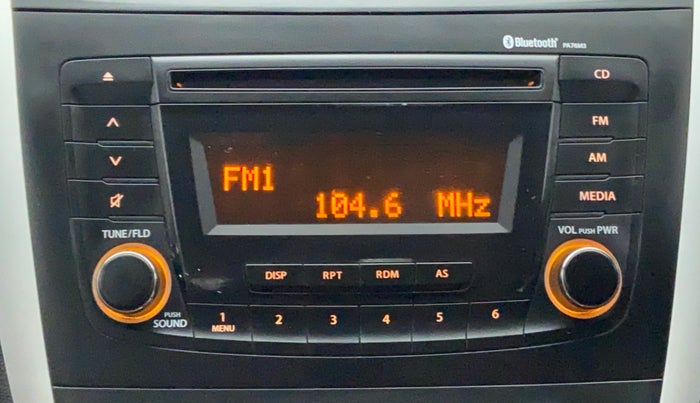 Bluetooth® PA76M3
CD
FM
AM
MEDIA
FM1
104.6 MHz
TUNE/FLD
VOL PUSH PWR
DISP RPT RDM AS
PUSH
SOUND
1 2 3 4 5 6
MENU